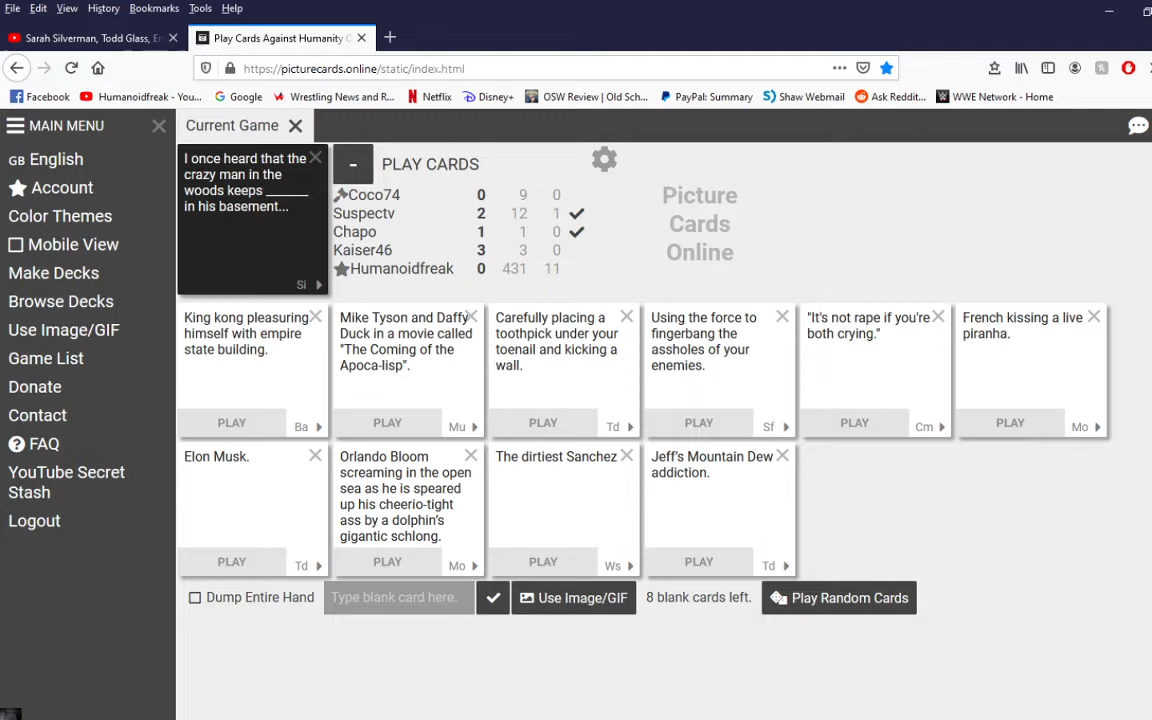 File Edit View History Bookmarks Tools Help
Sarah Silverman, Todd Glass, Er
Play Cards Against Humanity O
https://picturecards.online/static/index.html
Facebook Humanoidfreak - You... Google Wrestling News and R... Netflix Disney+ OSW Review | Old Sch... PayPal: Summary Shaw Webmail Ask Reddit... WWE Network - Home
MAIN MENU
GB English
Account
Color Themes
Mobile View
Make Decks
Browse Decks
Use Image/GIF
Game List
Donate
Contact
FAQ
YouTube Secret
Stash
Logout
Current Game
I once heard that the
crazy man in the
woods keeps _______
in his basement...
Si
-
PLAY CARDS
Coco74 0 9 0
Suspectv 2 12 1
Chapo 1 1 0
Kaiser46 3 3 0
Humanoidfreak 0 431 11
Picture
Cards
Online
King kong pleasuring
himself with empire
state building.
PLAY Ba
Mike Tyson and Daffy
Duck in a movie called
"The Coming of the
Apoca-lisp".
PLAY Mu
Carefully placing a
toothpick under your
toenail and kicking a
wall.
PLAY Td
Using the force to
fingerbang the
assholes of your
enemies.
PLAY Sf
"It's not rape if you're
both crying."
PLAY Cm
French kissing a live
piranha.
PLAY Mo
Elon Musk.
PLAY Td
Orlando Bloom
screaming in the open
sea as he is speared
up his cheerio-tight
ass by a dolphin's
gigantic schlong.
PLAY Mo
The dirtiest Sanchez
PLAY Ws
Jeff's Mountain Dew
addiction.
PLAY Td
Dump Entire Hand
Type blank card here.
Use Image/GIF
8 blank cards left.
Play Random Cards